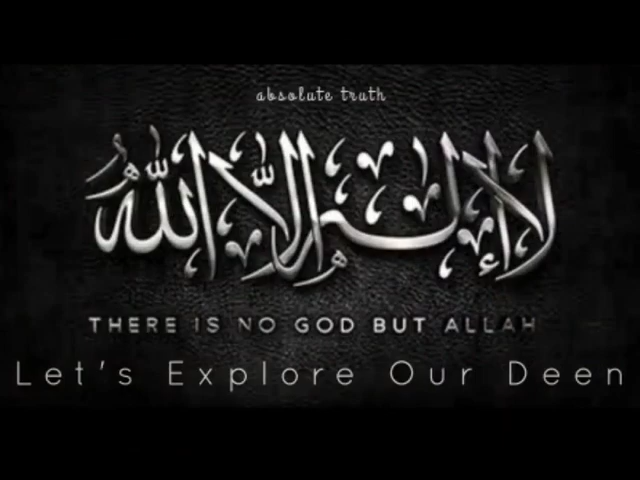 absolute truth
لا إله إلا الله
THERE IS NO GOD BUT ALLAH
Let's Explore Our Deen